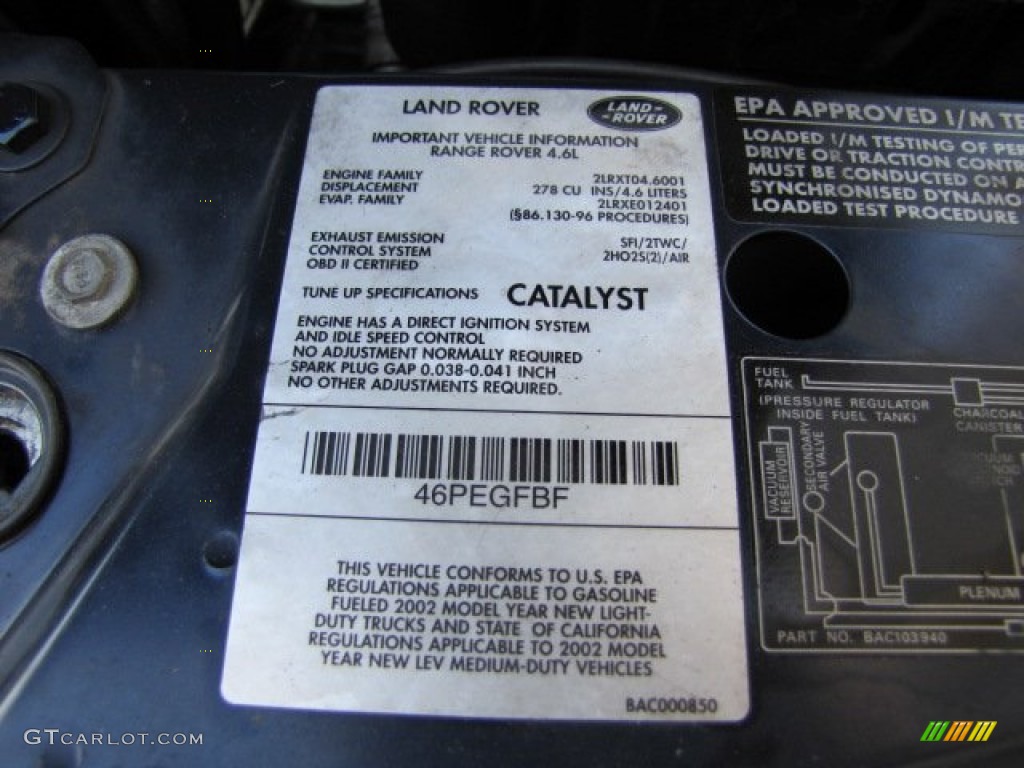 LAND ROVER
LAND-
-ROVER
IMPORTANT VEHICLE INFORMATION
RANGE ROVER 4.6L
ENGINE FAMILY 2LRXT04.6001
DISPLACEMENT 278 CU INS/4.6 LITERS
EVAP. FAMILY 2LRXE012401
(§86.130-96 PROCEDURES)
EXHAUST EMISSION SFI/2TWC/
CONTROL SYSTEM 2HO2S(2)/AIR
OBD II CERTIFIED
TUNE UP SPECIFICATIONS CATALYST
ENGINE HAS A DIRECT IGNITION SYSTEM
AND IDLE SPEED CONTROL
NO ADJUSTMENT NORMALLY REQUIRED
SPARK PLUG GAP 0.038-0.041 INCH
NO OTHER ADJUSTMENTS REQUIRED.
46PEGFBF
THIS VEHICLE CONFORMS TO U.S. EPA
REGULATIONS APPLICABLE TO GASOLINE
FUELED 2002 MODEL YEAR NEW LIGHT-
DUTY TRUCKS AND STATE OF CALIFORNIA
REGULATIONS APPLICABLE TO 2002 MODEL
YEAR NEW LEV MEDIUM-DUTY VEHICLES
BAC000850
EPA APPROVED I/M TE
LOADED I/M TESTING OF PER
DRIVE OR TRACTION CONTR
MUST BE CONDUCTED ON A
SYNCHRONISED DYNAMO
LOADED TEST PROCEDURE
FUEL
TANK
(PRESSURE REGULATOR
INSIDE FUEL TANK)
CHARCOAL
CANISTER
VACUUM
RESERVOIR
SECONDARY
AIR VALVE
PLENUM
PART NO. BAC103940
GTCARLOT.COM